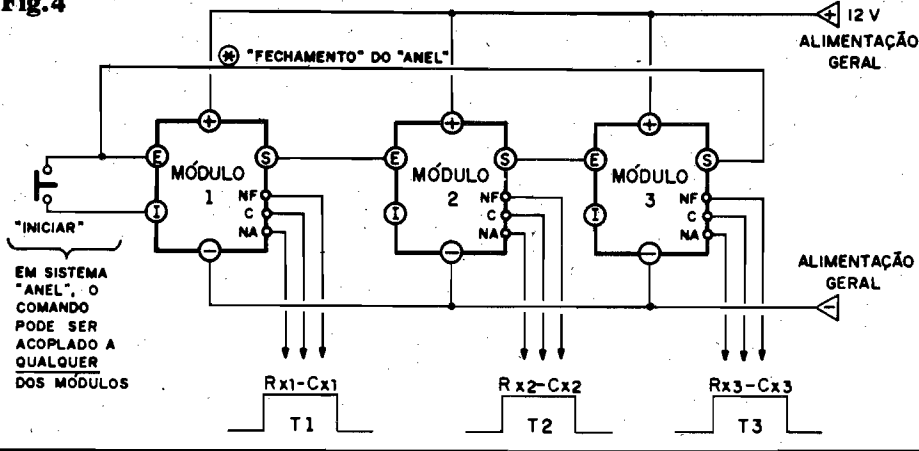 Fig.4
+ 12 V
ALIMENTAÇÃO
GERAL
* "FECHAMENTO" DO "ANEL"
+
E
S
MÓDULO
1
I
NF
C
NA
−
+
E
S
MÓDULO
2
I
NF
C
NA
−
+
E
S
MÓDULO
3
I
NF
C
NA
−
"INICIAR"
EM SISTEMA
"ANEL", O
COMANDO
PODE SER
ACOPLADO A
QUALQUER
DOS MÓDULOS
ALIMENTAÇÃO
GERAL
−
Rx1-Cx1
T1
Rx2-Cx2
T2
Rx3-Cx3
T3